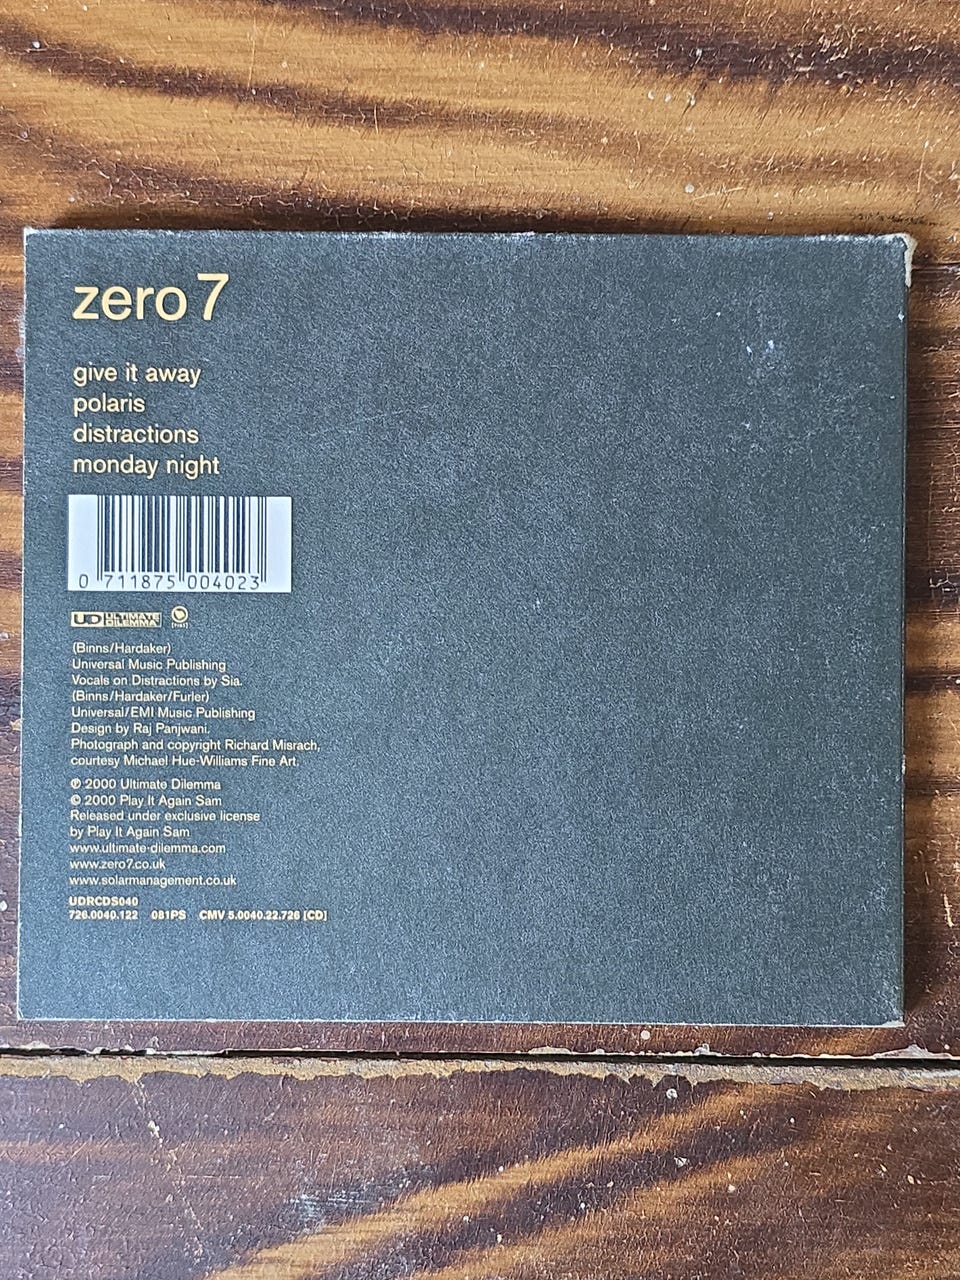 zero 7
give it away
polaris
distractions
monday night
0 711875 004023
UD ULTIMATE DILEMMA
(Binns/Hardaker)
Universal Music Publishing
Vocals on Distractions by Sia.
(Binns/Hardaker/Furler)
Universal/EMI Music Publishing
Design by Raj Panjwani.
Photograph and copyright Richard Misrach,
courtesy Michael Hue-Williams Fine Art.
℗ 2000 Ultimate Dilemma
© 2000 Play It Again Sam
Released under exclusive license
by Play It Again Sam
www.ultimate-dilemma.com
www.zero7.co.uk
www.solarmanagement.co.uk
UDRCDS040
726.0040.122 081PS CMV 5.0040.22.726 [CD]